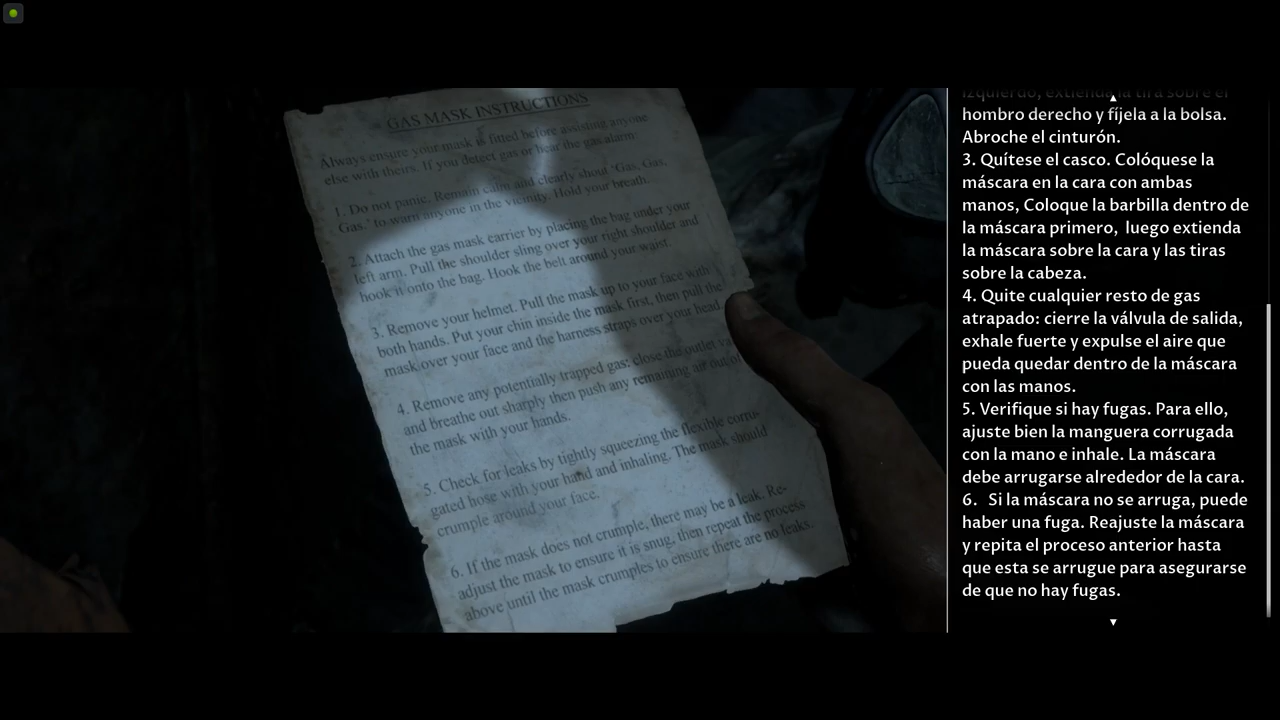 GAS MASK INSTRUCTIONS
Always ensure your mask is fitted before assisting anyone
else with theirs. If you detect gas or hear the gas alarm:
1. Do not panic. Remain calm and clearly shout 'Gas, Gas,
Gas.' to warn anyone in the vicinity. Hold your breath.
2. Attach the gas mask carrier by placing the bag under your
left arm. Pull the shoulder sling over your right shoulder and
hook it onto the bag. Hook the belt around your waist.
3. Remove your helmet. Pull the mask up to your face with
both hands. Put your chin inside the mask first, then pull the
mask over your face and the harness straps over your head.
4. Remove any potentially trapped gas: close the outlet
and breathe out sharply then push any remaining air out of
the mask with your hands.
5. Check for leaks by tightly squeezing the flexible corru-
gated hose with your hand and inhaling. The mask should
crumple around your face.
6. If the mask does not crumple, there may be a leak. Re-
adjust the mask to ensure it is snug, then repeat the process
above until the mask crumples to ensure there are no leaks.
izquierdo, extienda la tira sobre el
hombro derecho y fíjela a la bolsa.
Abroche el cinturón.
3. Quítese el casco. Colóquese la
máscara en la cara con ambas
manos, Coloque la barbilla dentro de
la máscara primero, luego extienda
la máscara sobre la cara y las tiras
sobre la cabeza.
4. Quite cualquier resto de gas
atrapado: cierre la válvula de salida,
exhale fuerte y expulse el aire que
pueda quedar dentro de la máscara
con las manos.
5. Verifique si hay fugas. Para ello,
ajuste bien la manguera corrugada
con la mano e inhale. La máscara
debe arrugarse alrededor de la cara.
6. Si la máscara no se arruga, puede
haber una fuga. Reajuste la máscara
y repita el proceso anterior hasta
que esta se arrugue para asegurarse
de que no hay fugas.